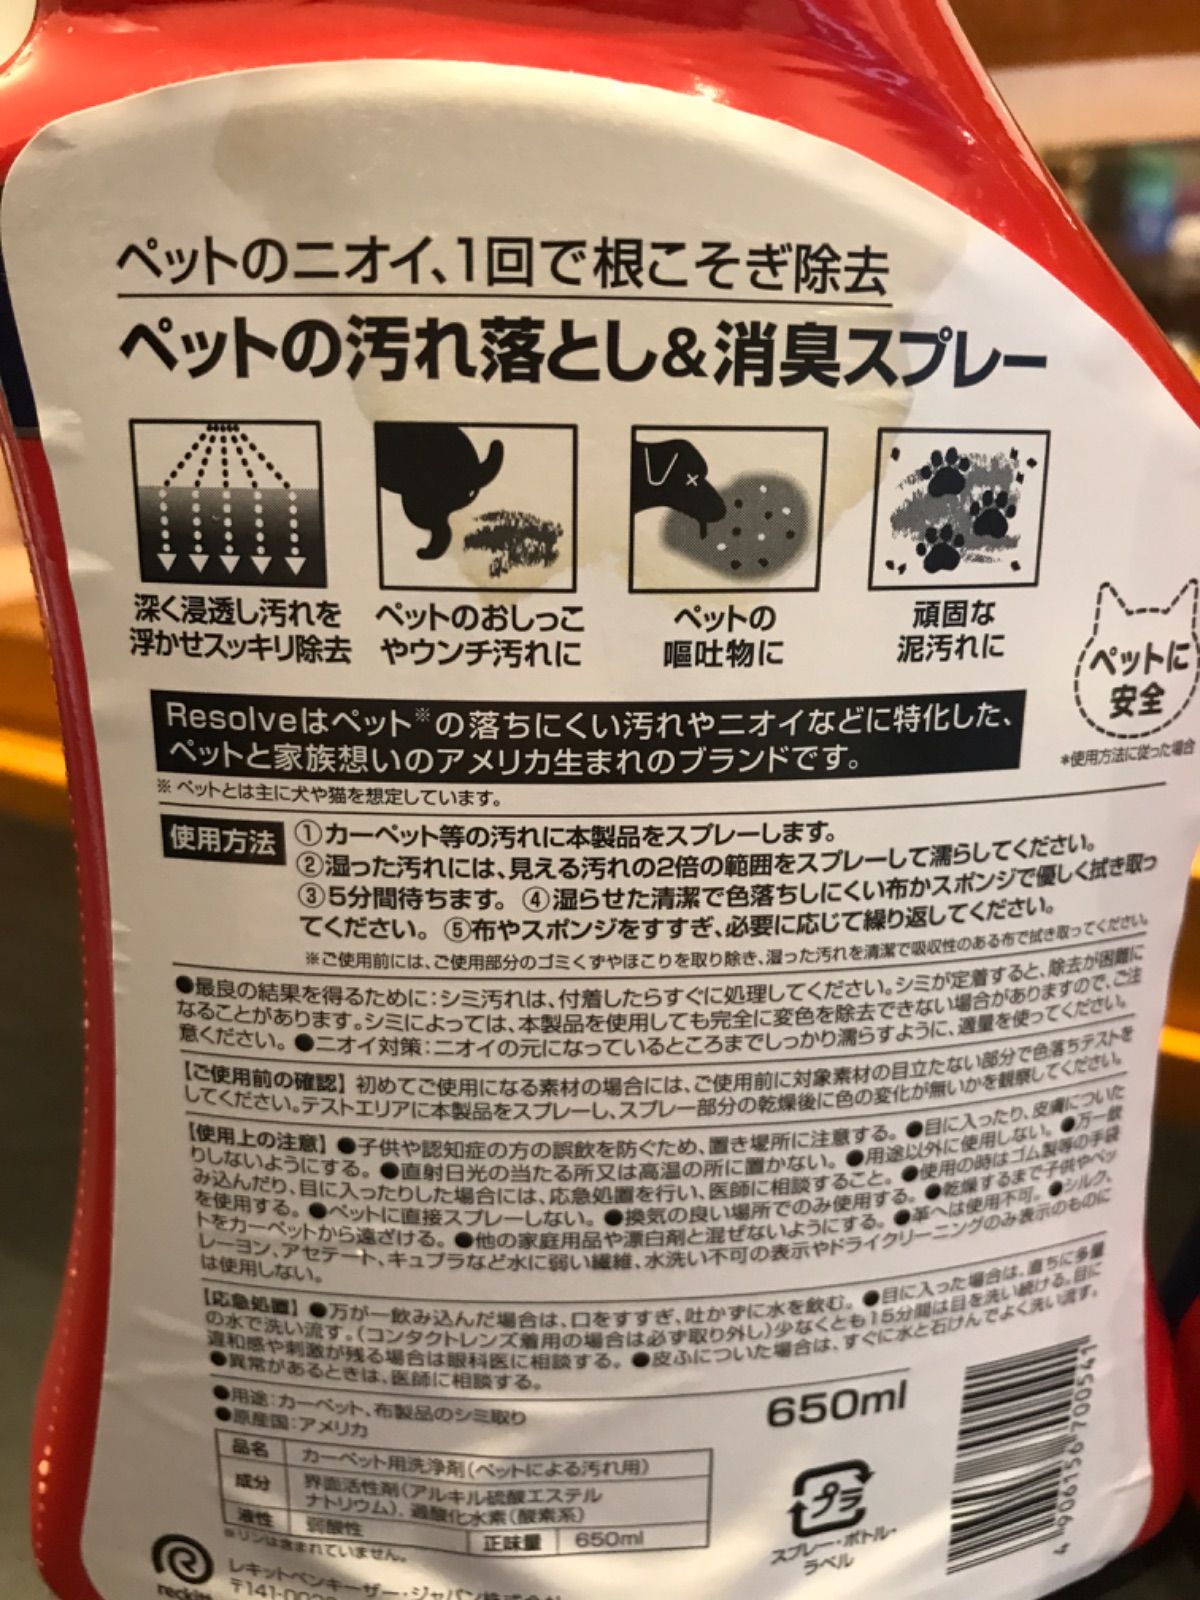 ペットのニオイ、1回で根こそぎ除去
ペットの汚れ落とし&消臭スプレー
深く浸透し汚れを
浮かせスッキリ除去
ペットのおしっこ
やウンチ汚れに
ペットの
嘔吐物に
頑固な
泥汚れに
ペットに
安全
*使用方法に従った場合
Resolveはペット※の落ちにくい汚れやニオイなどに特化した、
ペットと家族想いのアメリカ生まれのブランドです。
※ ペットとは主に犬や猫を想定しています。
使用方法 ①カーペット等の汚れに本製品をスプレーします。
②湿った汚れには、見える汚れの2倍の範囲をスプレーして濡らしてください。
③5分間待ちます。 ④湿らせた清潔で色落ちしにくい布かスポンジで優しく拭き取っ
てください。 ⑤布やスポンジをすすぎ、必要に応じて繰り返してください。
※ご使用前には、ご使用部分のゴミくずやほこりを取り除き、湿った汚れを清潔で吸収性のある布で拭き取ってください。
●最良の結果を得るために:シミ汚れは、付着したらすぐに処理してください。シミが定着すると、除去が困難に
なることがあります。シミによっては、本製品を使用しても完全に変色を除去できない場合がありますので、ご注
意ください。 ●ニオイ対策:ニオイの元になっているところまでしっかり濡らすように、適量を使ってください。
【ご使用前の確認】 初めてご使用になる素材の場合には、ご使用前に対象素材の目立たない部分で色落ちテストを
してください。テストエリアに本製品をスプレーし、スプレー部分の乾燥後に色の変化が無いかを観察してください。
【使用上の注意】 ●子供や認知症の方の誤飲を防ぐため、置き場所に注意する。 ●目に入ったり、皮膚についた
りしないようにする。 ●直射日光の当たる所又は高温の所に置かない。 ●用途以外に使用しない。 ●万一飲
み込んだり、目に入ったりした場合には、応急処置を行い、医師に相談すること。 ●使用の時はゴム製等の手袋
を使用する。 ●ペットに直接スプレーしない。 ●換気の良い場所でのみ使用する。 ●乾燥するまで子供やペッ
トをカーペットから遠ざける。 ●他の家庭用品や漂白剤と混ぜないようにする。 ●革へは使用不可。 ●シルク、
レーヨン、アセテート、キュプラなど水に弱い繊維、水洗い不可の表示やドライクリーニングのみ表示のものに
は使用しない。
【応急処置】 ●万が一飲み込んだ場合は、口をすすぎ、吐かずに水を飲む。 ●目に入った場合は、直ちに多量
の水で洗い流す。(コンタクトレンズ着用の場合は必ず取り外し)少なくとも15分間は目を洗い続ける。目に
違和感や刺激が残る場合は眼科医に相談する。 ●皮ふについた場合は、すぐに水と石けんでよく洗い流す。
●異常があるときは、医師に相談する。
●用途:カーペット、布製品のシミ取り
●原産国:アメリカ
650ml
品名 カーペット用洗浄剤(ペットによる汚れ用)
成分 界面活性剤(アルキル硫酸エステル
ナトリウム)、過酸化水素(酸素系)
液性 弱酸性 正味量 650ml
※リンは含まれていません。
プラ
スプレー・ボトル・
ラベル
4 906156 700541
レキットベンキーザー・ジャパン株式会社